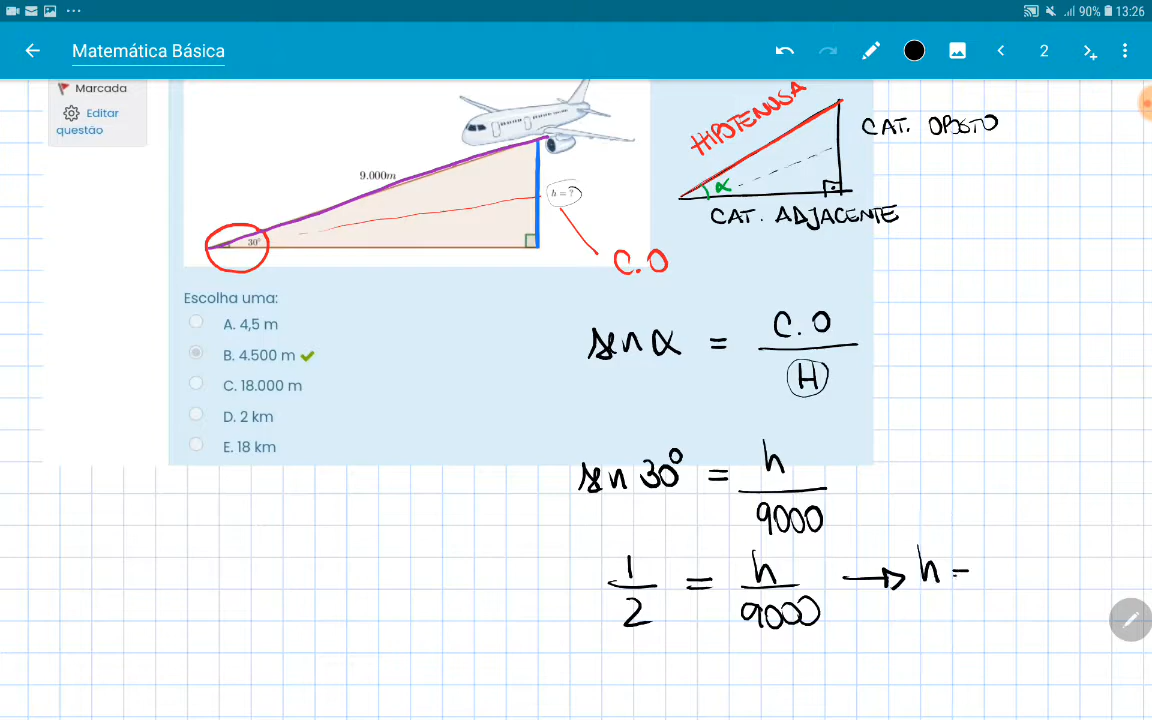 90% 13:26
Matemática Básica
2
Marcada
Editar
questão
9.000m
h = ?
30°
HIPOTENUSA
CAT. OPOSTO
α
CAT. ADJACENTE
C.O
Escolha uma:
A. 4,5 m
B. 4.500 m
C. 18.000 m
D. 2 km
E. 18 km
sen α = C.O / H
sen 30° = h / 9000
1 / 2 = h / 9000 → h =